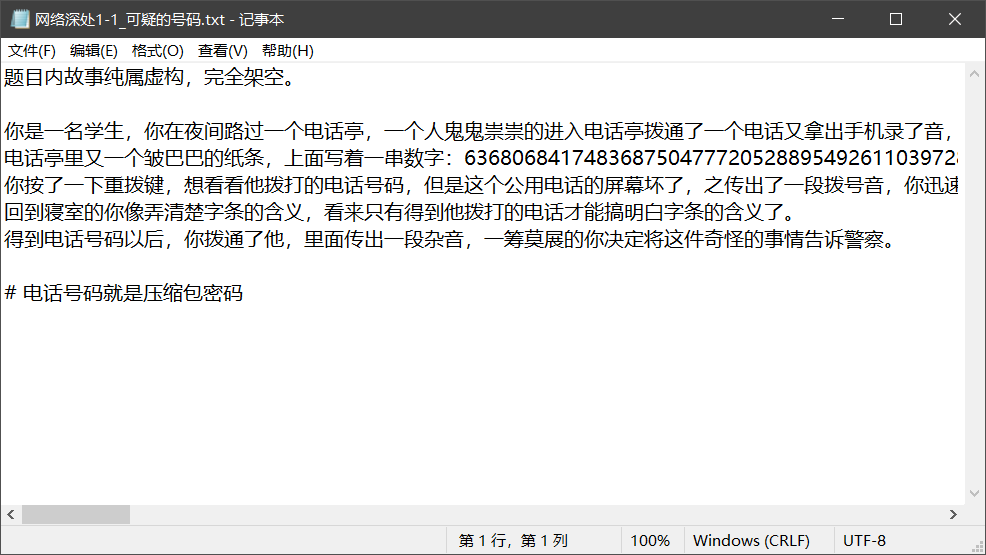 网络深处1-1_可疑的号码.txt - 记事本
文件(F) 编辑(E) 格式(O) 查看(V) 帮助(H)
题目内故事纯属虚构，完全架空。
你是一名学生，你在夜间路过一个电话亭，一个人鬼鬼祟祟的进入电话亭拨通了一个电话又拿出手机录了音，
电话亭里又一个皱巴巴的纸条，上面写着一串数字：636806841748368750477720528895492611039728
你按了一下重拨键，想看看他拨打的电话号码，但是这个公用电话的屏幕坏了，之传出了一段拨号音，你迅速
回到寝室的你像弄清楚字条的含义，看来只有得到他拨打的电话才能搞明白字条的含义了。
得到电话号码以后，你拨通了他，里面传出一段杂音，一筹莫展的你决定将这件奇怪的事情告诉警察。
# 电话号码就是压缩包密码
第 1 行，第 1 列 100% Windows (CRLF) UTF-8